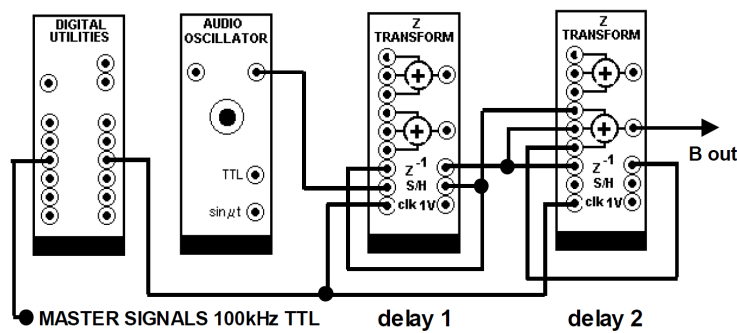 DIGITAL
UTILITIES
AUDIO
OSCILLATOR
TTL
sinμt
Z
TRANSFORM
Z-1
S/H
clk 1V
Z
TRANSFORM
Z-1
S/H
clk 1V
B out
MASTER SIGNALS 100kHz TTL
delay 1
delay 2